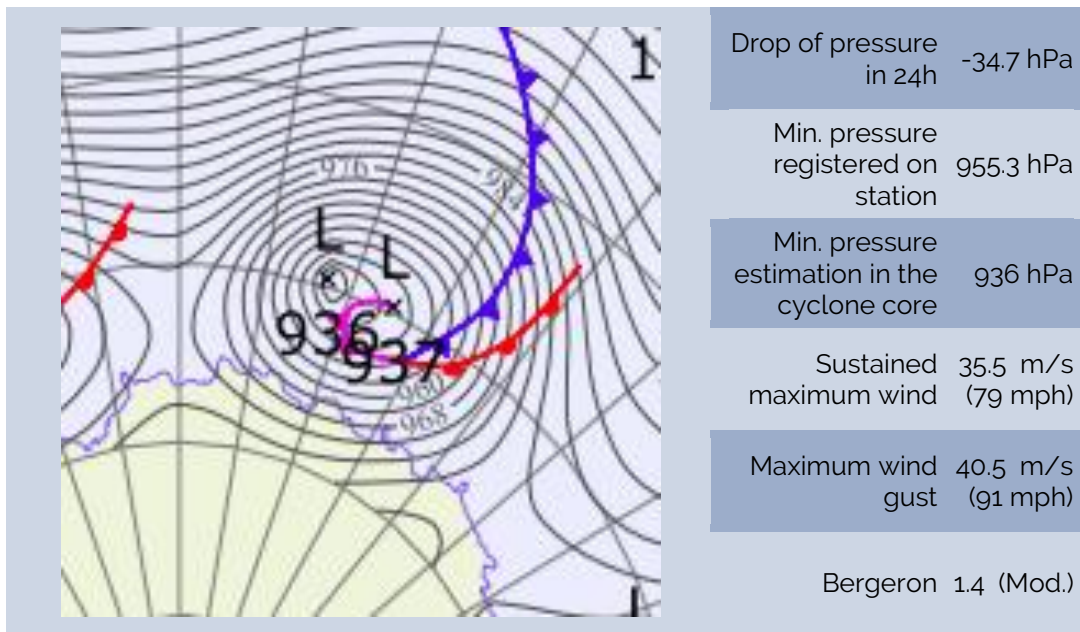 1
976
984
L
L
936
937
960
968
L
Drop of pressure
in 24h
-34.7 hPa
Min. pressure
registered on
station
955.3 hPa
Min. pressure
estimation in the
cyclone core
936 hPa
Sustained
maximum wind
35.5 m/s
(79 mph)
Maximum wind
gust
40.5 m/s
(91 mph)
Bergeron
1.4 (Mod.)